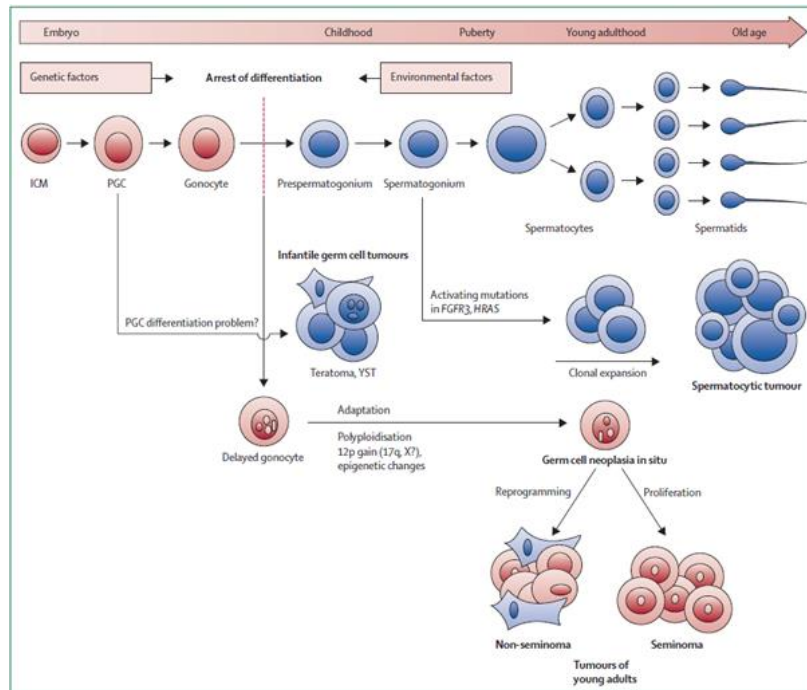 Embryo
Childhood
Puberty
Young adulthood
Old age
Genetic factors
Arrest of differentiation
Environmental factors
ICM
PGC
Gonocyte
Prespermatogonium
Spermatogonium
Spermatocytes
Spermatids
Infantile germ cell tumours
PGC differentiation problem?
Teratoma, YST
Activating mutations
in FGFR3, HRAS
Clonal expansion
Spermatocytic tumour
Delayed gonocyte
Adaptation
Polyploidisation
12p gain (17q, X?),
epigenetic changes
Germ cell neoplasia in situ
Reprogramming
Proliferation
Non-seminoma
Seminoma
Tumours of
young adults